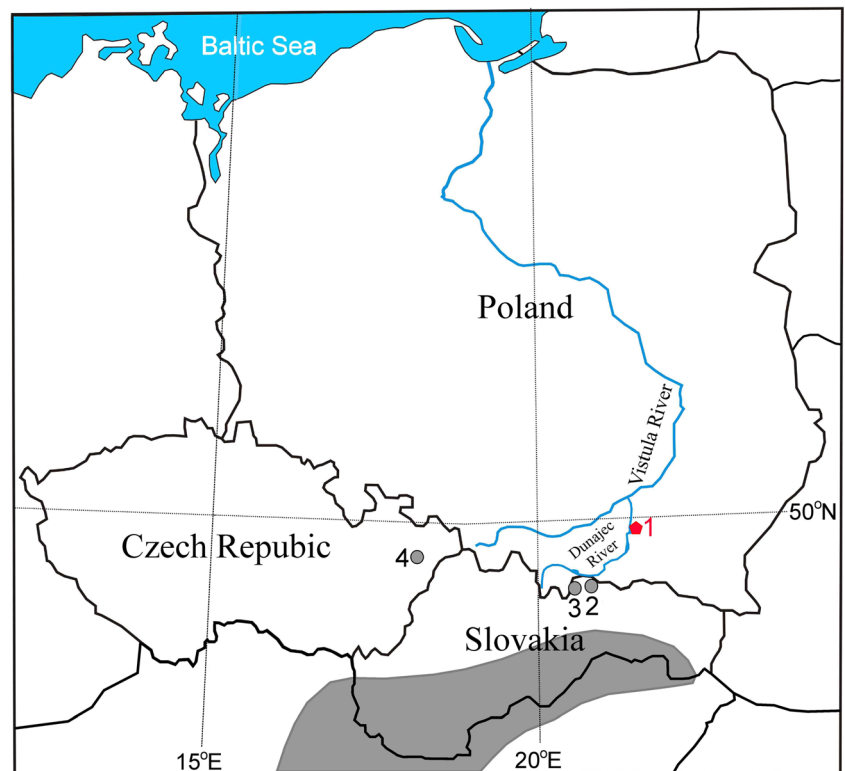 Baltic Sea
Poland
Vistula River
50°N
1
Dunajec
River
Czech Repubic
4
3 2
Slovakia
15°E
20°E